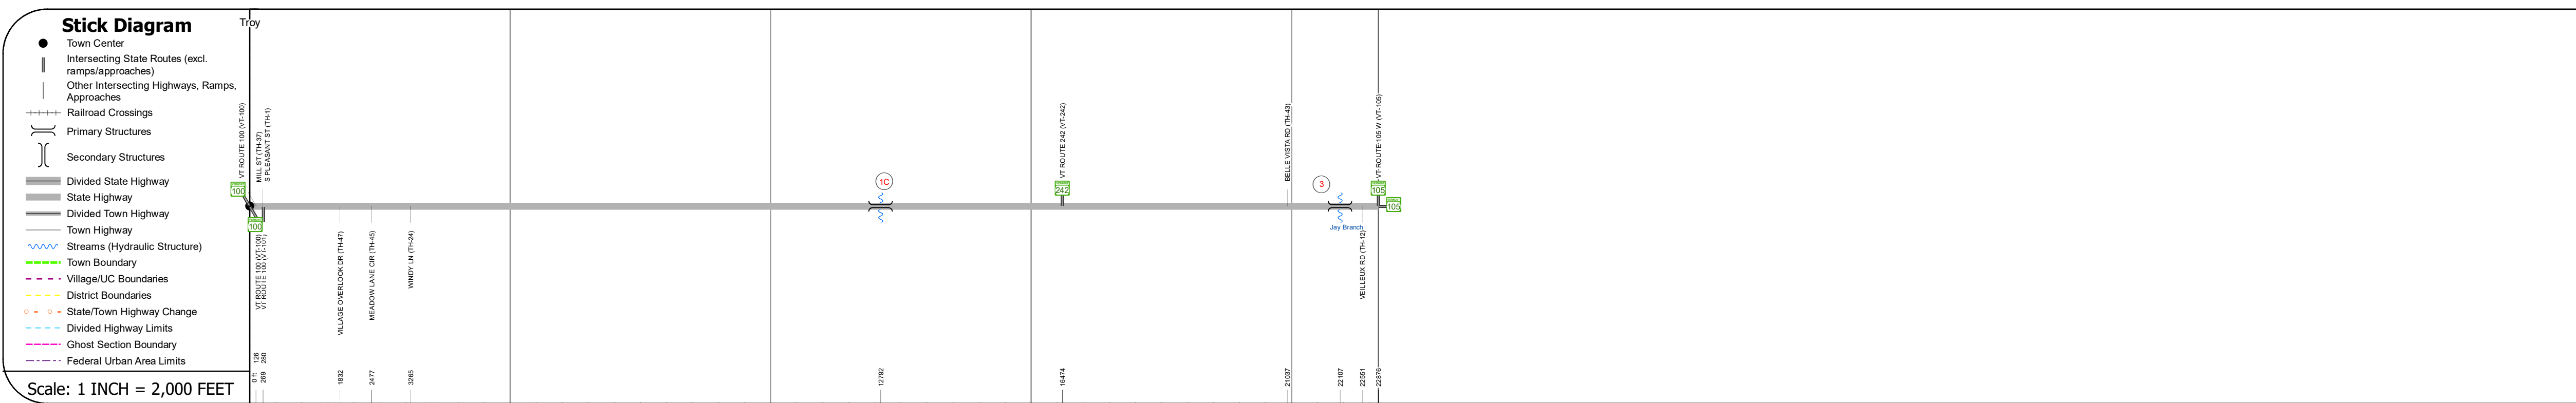 Stick Diagram
Town Center
Intersecting State Routes (excl.
ramps/approaches)
Other Intersecting Highways, Ramps,
Approaches
Railroad Crossings
Primary Structures
Secondary Structures
Divided State Highway
State Highway
Divided Town Highway
Town Highway
Streams (Hydraulic Structure)
Town Boundary
Village/UC Boundaries
District Boundaries
State/Town Highway Change
Divided Highway Limits
Ghost Section Boundary
Federal Urban Area Limits
Scale: 1 INCH = 2,000 FEET
Troy
VT ROUTE 100 (VT-100)
MILL ST (TH-37)
S PLEASANT ST (TH-1)
100
100
VT ROUTE 100 (VT-100)
VT ROUTE 100 (VT-101)
VILLAGE OVERLOOK DR (TH-47)
MEADOW LANE CIR (TH-45)
WINDY LN (TH-24)
1C
VT ROUTE 242 (VT-242)
242
BELLE VISTA RD (TH-43)
3
Jay Branch
VEILLEUX RD (TH-12)
VT-ROUTE-105 W (VT-105)
105
105
0 ft
126
269
280
1832
2477
3265
12792
16474
21037
22107
22551
22876